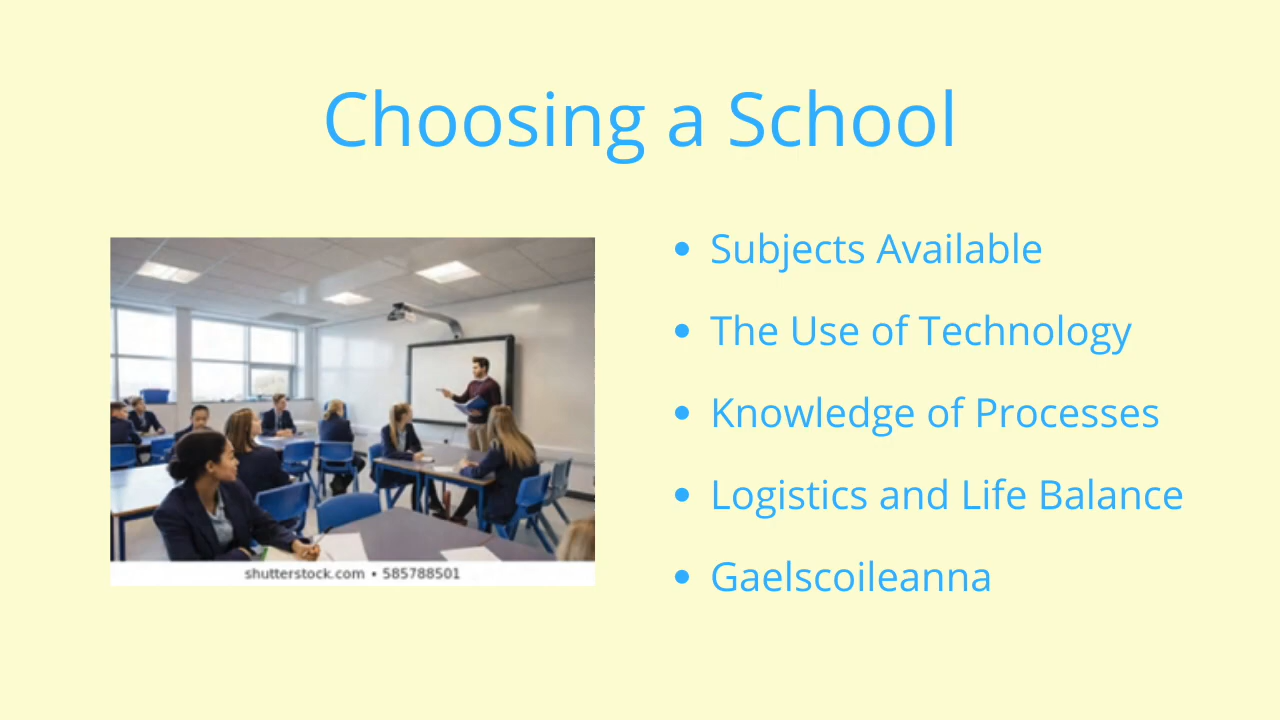 Choosing a School
Subjects Available
The Use of Technology
Knowledge of Processes
Logistics and Life Balance
Gaelscoileanna
shutterstock.com • 585788501